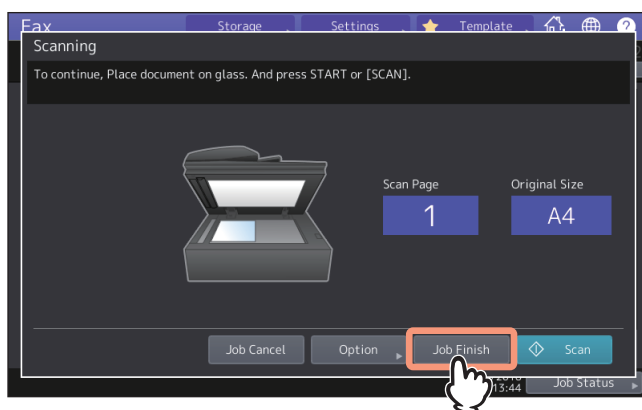 Fax Storage Settings Template ?
Scanning
To continue, Place document on glass. And press START or [SCAN].
Scan Page Original Size
1 A4
Job Cancel Option Job Finish Scan
13:44 Job Status